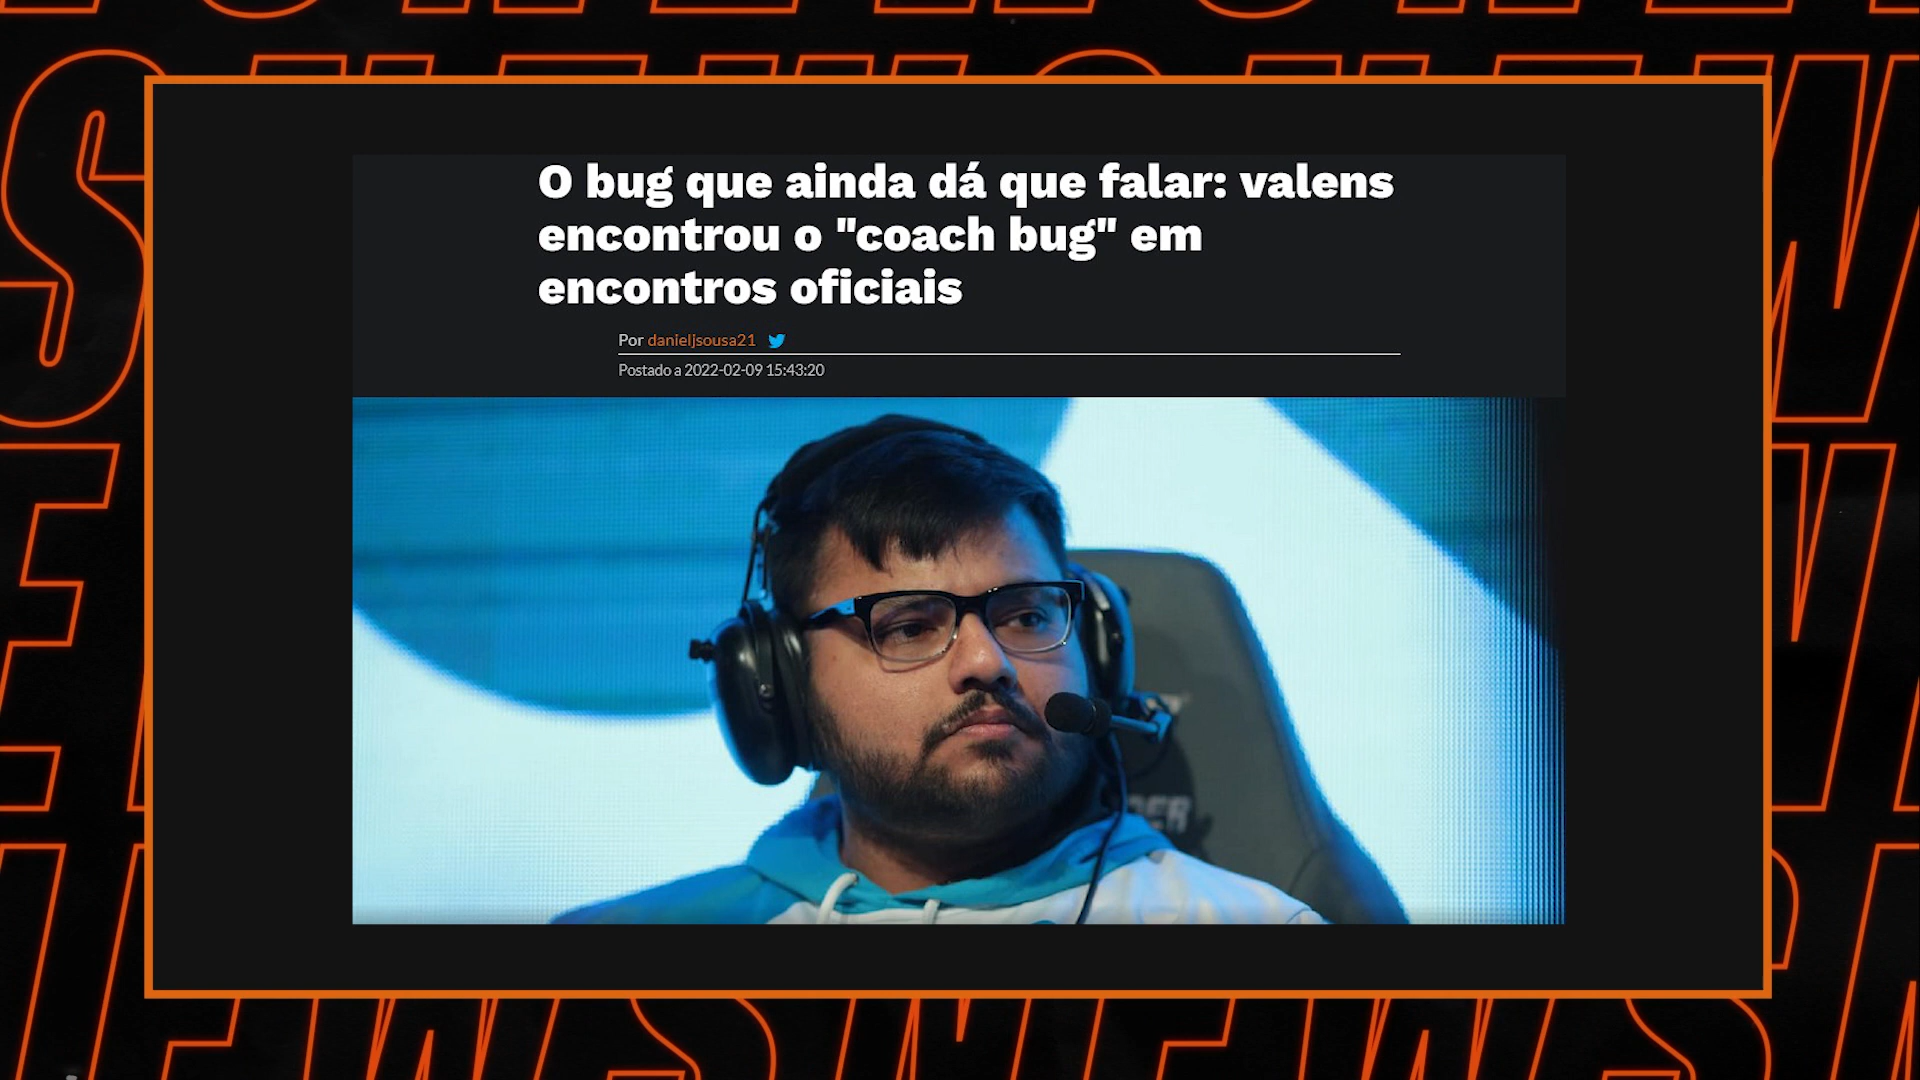 O bug que ainda dá que falar: valens
encontrou o "coach bug" em
encontros oficiais
Por danieljsousa21
Postado a 2022-02-09 15:43:20